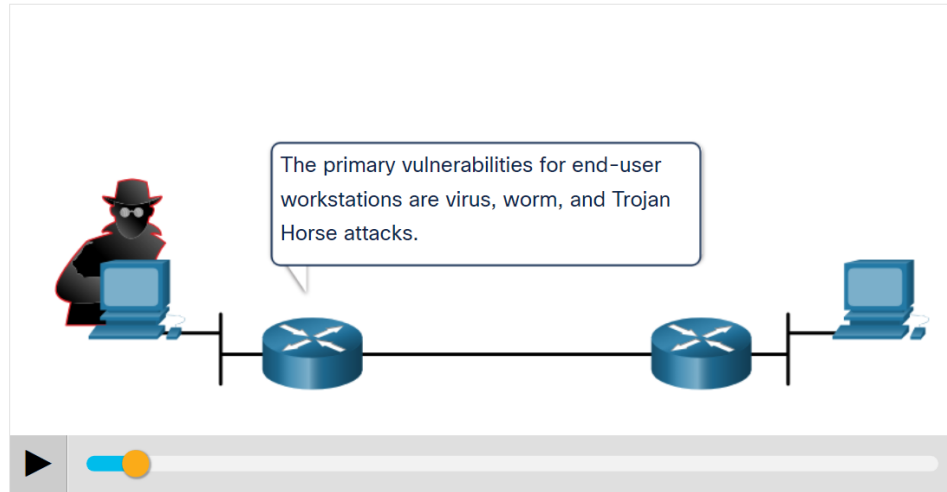 The primary vulnerabilities for end-user
workstations are virus, worm, and Trojan
Horse attacks.